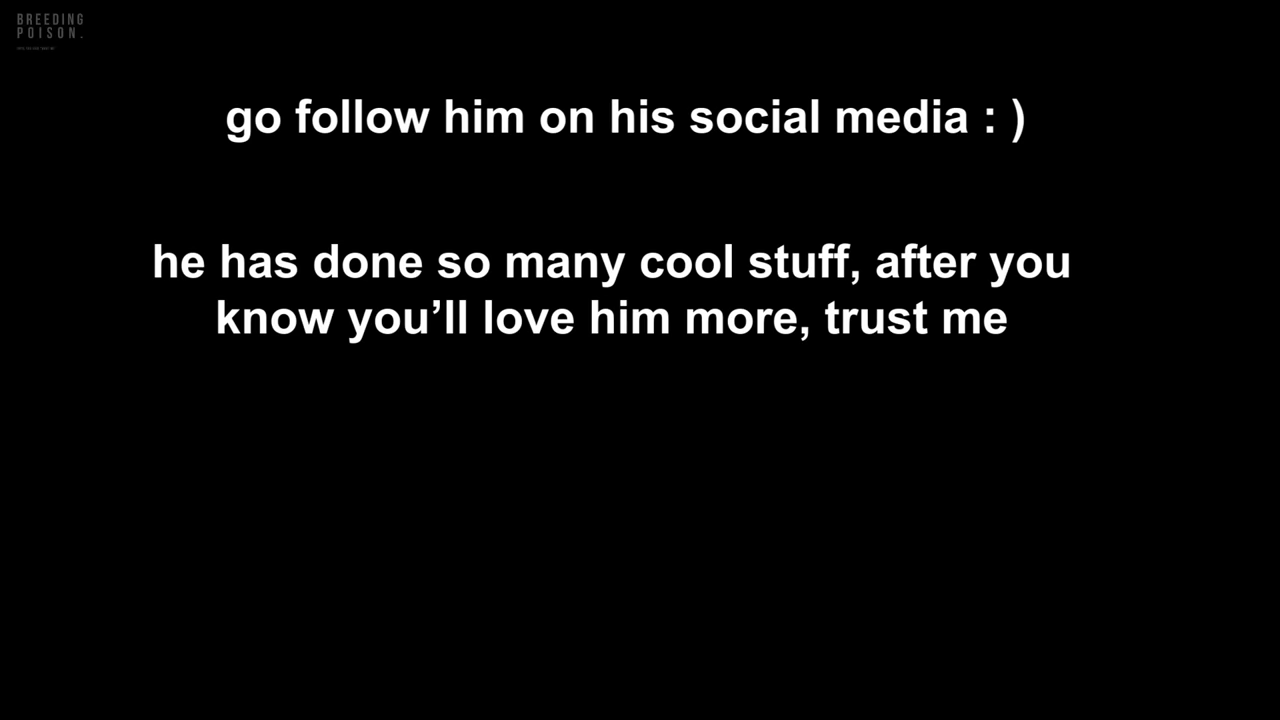 BREEDING
POISON.
go follow him on his social media : )
he has done so many cool stuff, after you
know you’ll love him more, trust me